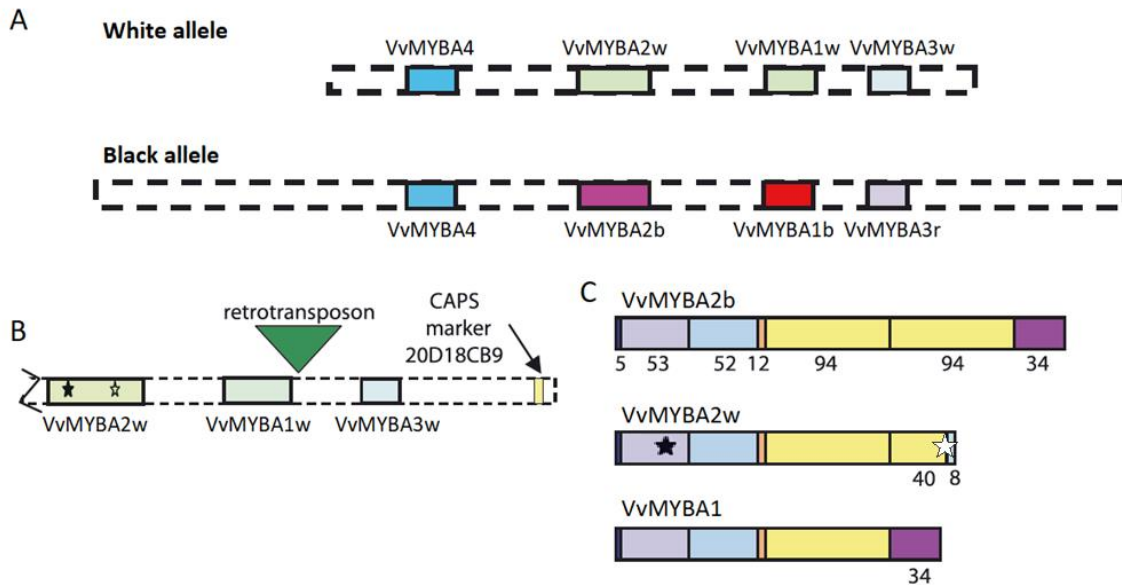 A
White allele
VvMYBA4 VvMYBA2w VvMYBA1w VvMYBA3w
Black allele
VvMYBA4 VvMYBA2b VvMYBA1b VvMYBA3r
B
retrotransposon
CAPS
marker
20D18CB9
VvMYBA2w VvMYBA1w VvMYBA3w
C
VvMYBA2b
5 53 52 12 94 94 34
VvMYBA2w
40 8
VvMYBA1
34